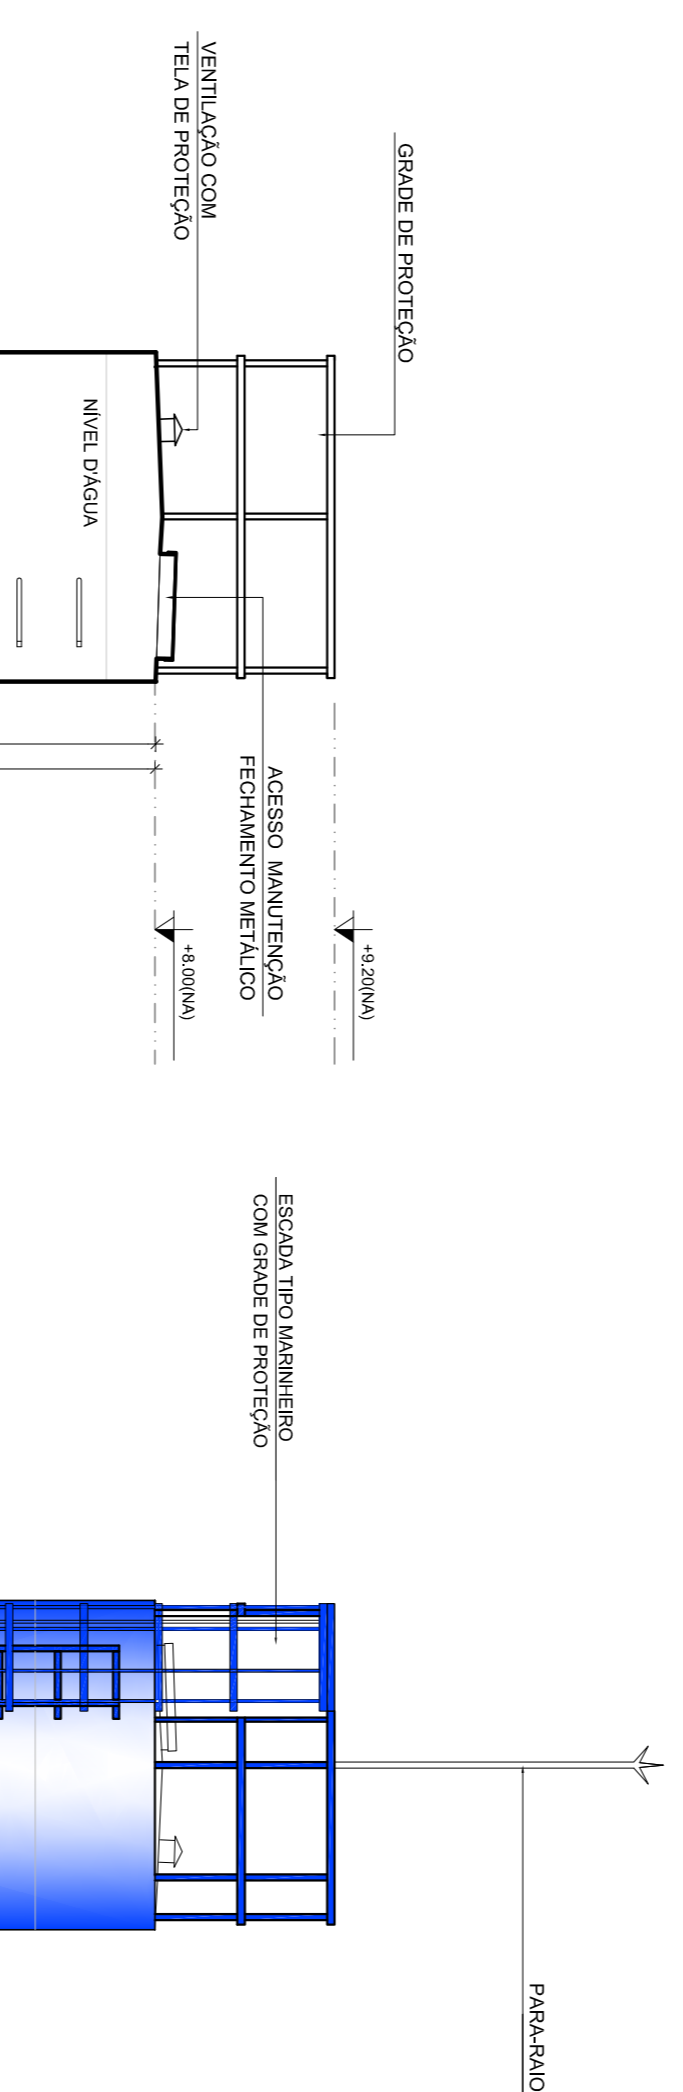 GRADE DE PROTEÇÃO
VENTILAÇÃO COM
TELA DE PROTEÇÃO
NÍVEL D'ÁGUA
ACESSO MANUTENÇÃO
FECHAMENTO METÁLICO
+9.20(NA)
+8.00(NA)
ESCADA TIPO MARINHEIRO
COM GRADE DE PROTEÇÃO
PARA-RAIO